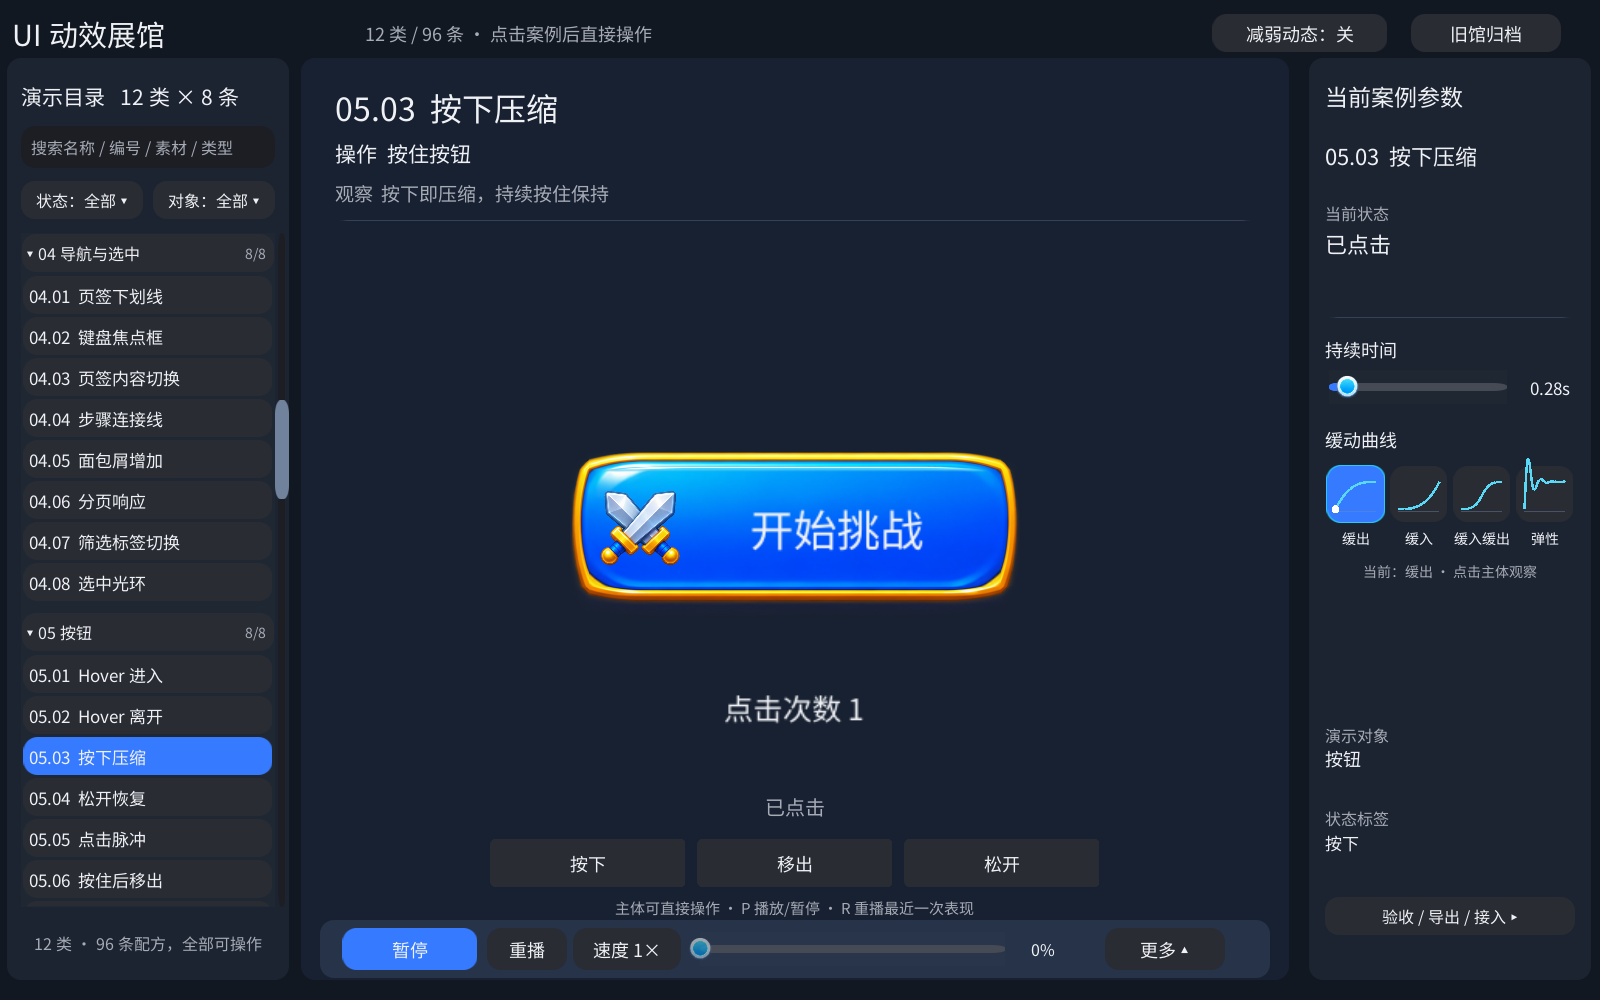 UI 动效展馆
12 类 / 96 条 · 点击案例后直接操作
减弱动态：关
旧馆归档
演示目录 12 类 × 8 条
搜索名称 / 编号 / 素材 / 类型
状态：全部 ▾
对象：全部 ▾
▾ 04 导航与选中 8/8
04.01 页签下划线
04.02 键盘焦点框
04.03 页签内容切换
04.04 步骤连接线
04.05 面包屑增加
04.06 分页响应
04.07 筛选标签切换
04.08 选中光环
▾ 05 按钮 8/8
05.01 Hover 进入
05.02 Hover 离开
05.03 按下压缩
05.04 松开恢复
05.05 点击脉冲
05.06 按住后移出
12 类 · 96 条配方，全部可操作
05.03 按下压缩
操作 按住按钮
观察 按下即压缩，持续按住保持
开始挑战
点击次数 1
已点击
按下
移出
松开
主体可直接操作 · P 播放/暂停 · R 重播最近一次表现
暂停
重播
速度 1×
0%
更多 ▴
当前案例参数
05.03 按下压缩
当前状态
已点击
持续时间
0.28s
缓动曲线
缓出
缓入
缓入缓出
弹性
当前：缓出 · 点击主体观察
演示对象
按钮
状态标签
按下
验收 / 导出 / 接入 ▸